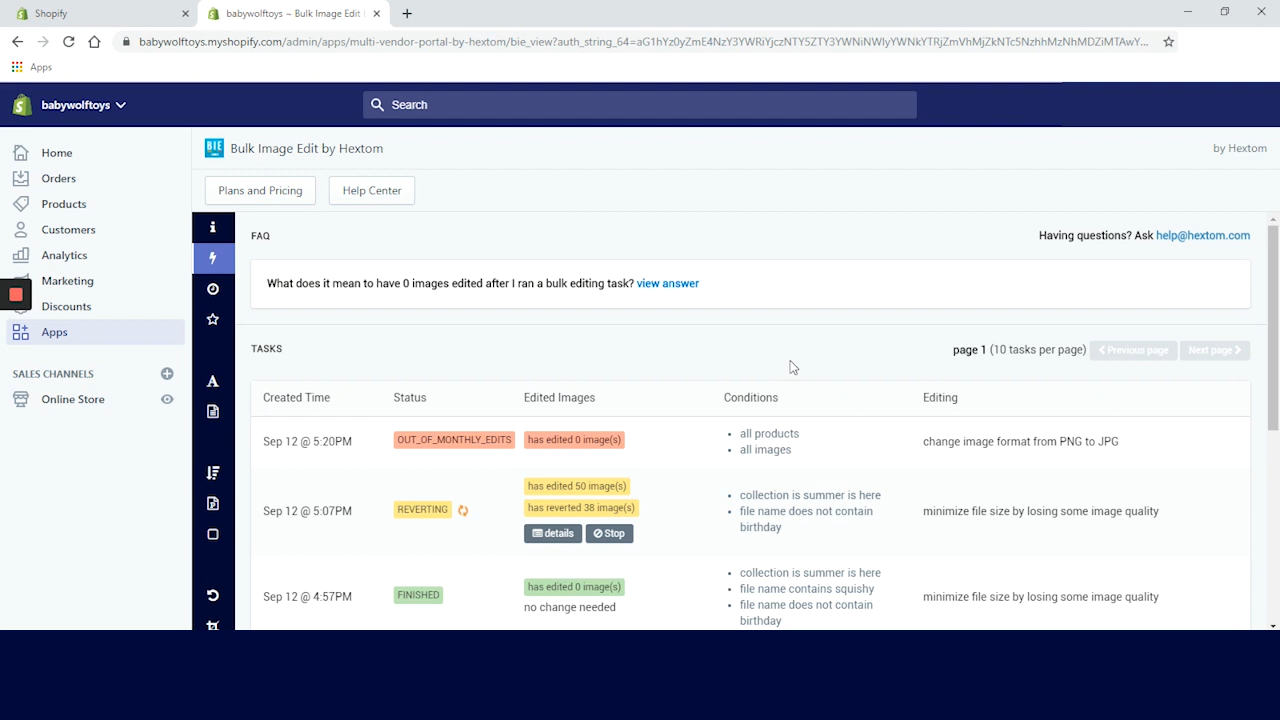 Shopify
babywolftoys ~ Bulk Image Edit
babywolftoys.myshopify.com/admin/apps/multi-vendor-portal-by-hextom/bie_view?auth_string_64=aG1hYz0yZmE4NzY3YWRiYjczNTY5ZTY3YWNiNWIyYWNkYTRjZmVhMjZkNTc5NzhhMzNhMDZiMTAwY...
Apps
babywolftoys
Search
Home
Orders
Products
Customers
Analytics
Marketing
Discounts
Apps
SALES CHANNELS
Online Store
BIE
Bulk Image Edit by Hextom
by Hextom
Plans and Pricing
Help Center
FAQ
Having questions? Ask help@hextom.com
What does it mean to have 0 images edited after I ran a bulk editing task? view answer
TASKS
page 1 (10 tasks per page)
Previous page
Next page
Created Time Status Edited Images Conditions Editing
Sep 12 @ 5:20PM
OUT_OF_MONTHLY_EDITS
has edited 0 image(s)
all products
all images
change image format from PNG to JPG
Sep 12 @ 5:07PM
REVERTING
has edited 50 image(s)
has reverted 38 image(s)
details
Stop
collection is summer is here
file name does not contain
birthday
minimize file size by losing some image quality
Sep 12 @ 4:57PM
FINISHED
has edited 0 image(s)
no change needed
collection is summer is here
file name contains squishy
file name does not contain
birthday
minimize file size by losing some image quality